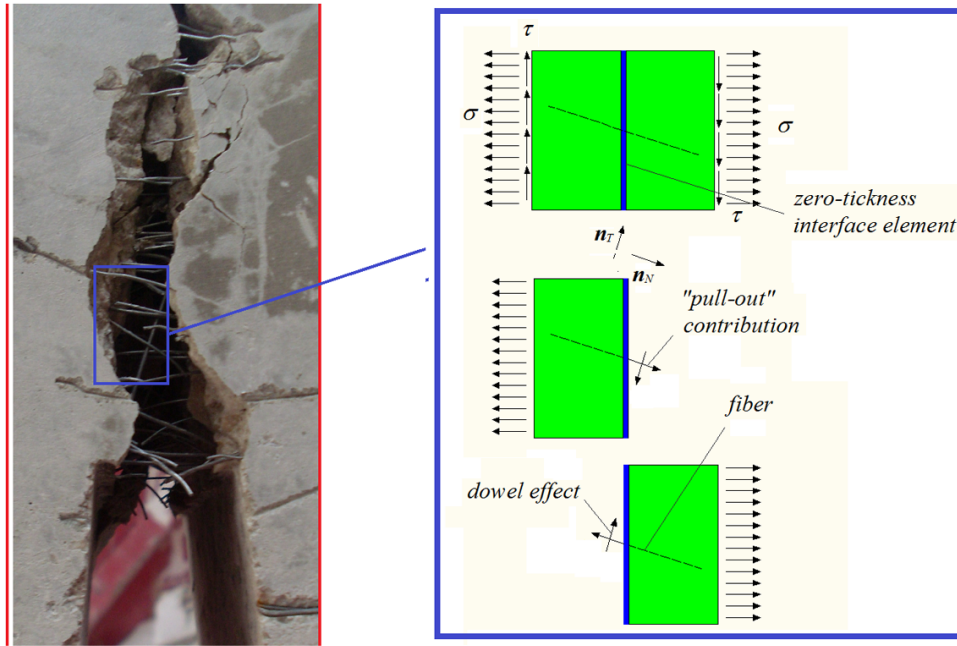 τ
σ
σ
τ
zero-tickness
interface element
n_T
n_N
"pull-out"
contribution
fiber
dowel effect